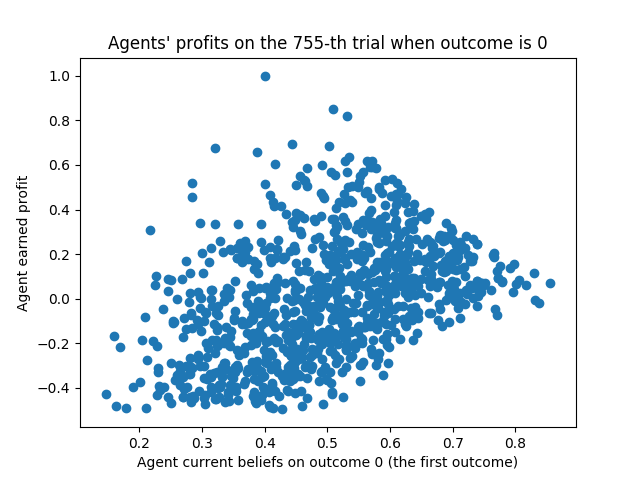 Agents' profits on the 755-th trial when outcome is 0
1.0
0.8
0.6
0.4
0.2
0.0
−0.2
−0.4
Agent earned profit
0.2 0.3 0.4 0.5 0.6 0.7 0.8
Agent current beliefs on outcome 0 (the first outcome)